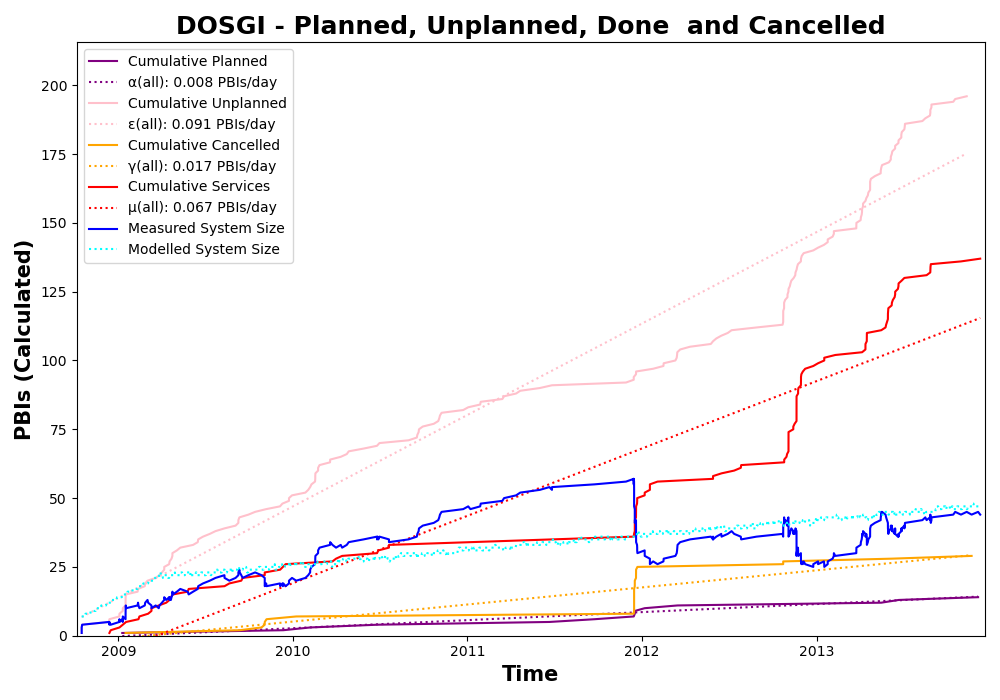 DOSGI - Planned, Unplanned, Done  and Cancelled
PBIs (Calculated)
200
175
150
125
100
75
50
25
0
Cumulative Planned
α(all): 0.008 PBIs/day
Cumulative Unplanned
ε(all): 0.091 PBIs/day
Cumulative Cancelled
γ(all): 0.017 PBIs/day
Cumulative Services
μ(all): 0.067 PBIs/day
Measured System Size
Modelled System Size
2009 2010 2011 2012 2013
Time